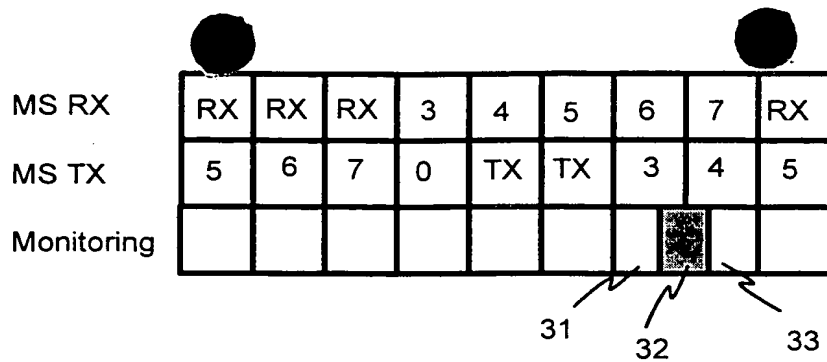 MS RX RX RX RX 3 4 5 6 7 RX
MS TX 5 6 7 0 TX TX 3 4 5
Monitoring
31 32 33